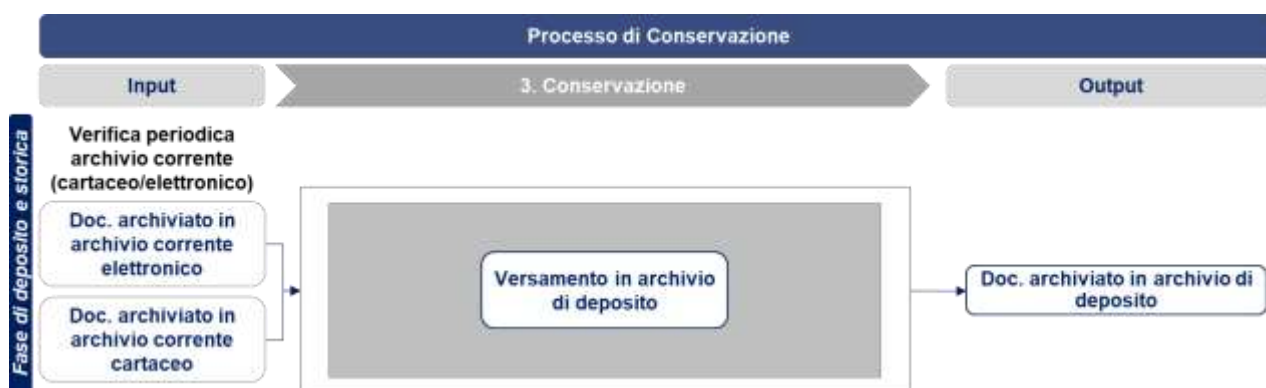 Processo di Conservazione
Input
3. Conservazione
Output
Fase di deposito e storica
Verifica periodica
archivio corrente
(cartaceo/elettronico)
Doc. archiviato in
archivio corrente
elettronico
Doc. archiviato in
archivio corrente
cartaceo
Versamento in archivio
di deposito
Doc. archiviato in archivio di
deposito